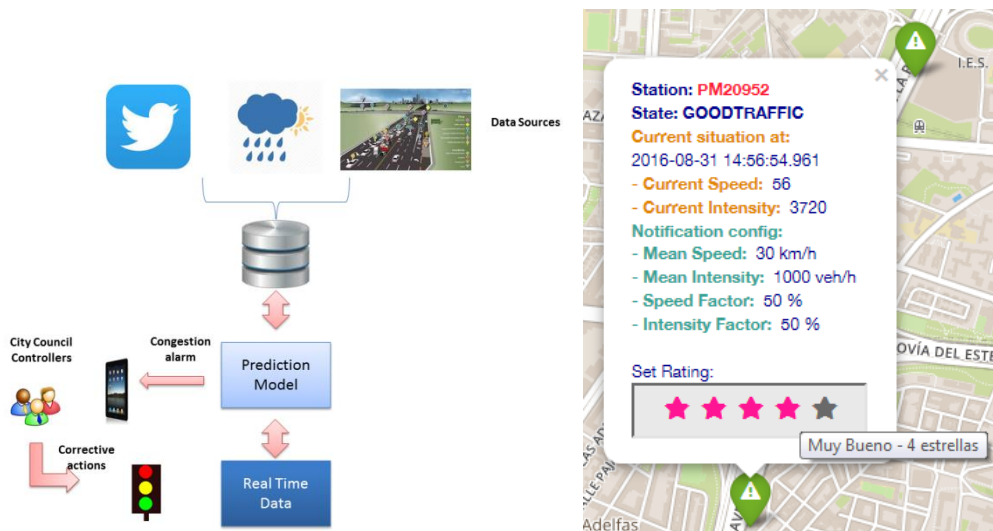 Data Sources
City Council
Controllers
Congestion
alarm
Prediction
Model
Corrective
actions
Real Time
Data
I.E.S.
Station: PM20952
State: GOODTRAFFIC
Current situation at:
2016-08-31 14:56:54.961
- Current Speed: 56
- Current Intensity: 3720
Notification config:
- Mean Speed: 30 km/h
- Mean Intensity: 1000 veh/h
- Speed Factor: 50 %
- Intensity Factor: 50 %
OVÍA DEL ESTE
Set Rating:
Muy Bueno - 4 estrellas
Adelfas